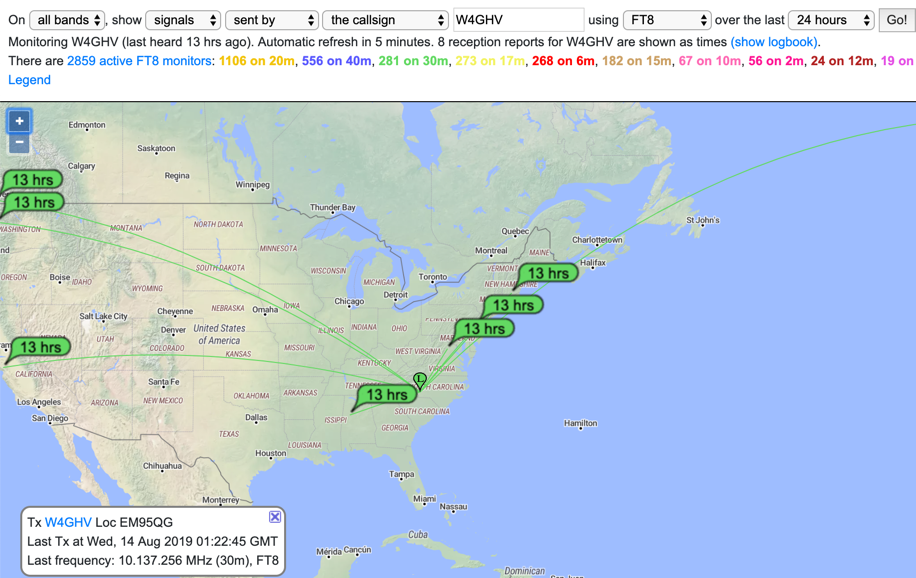 On all bands , show signals sent by the callsign W4GHV using FT8 over the last 24 hours Go!
Monitoring W4GHV (last heard 13 hrs ago). Automatic refresh in 5 minutes. 8 reception reports for W4GHV are shown as times (show logbook).
There are 2859 active FT8 monitors: 1106 on 20m, 556 on 40m, 281 on 30m, 273 on 17m, 268 on 6m, 182 on 15m, 67 on 10m, 56 on 2m, 24 on 12m, 19 on
Legend
+
−
Edmonton
Saskatoon
Calgary
Regina
Winnipeg
13 hrs
13 hrs
Thunder Bay
St John's
WASHINGTON
MONTANA
NORTH DAKOTA
Quebec
Charlottetown
MINNESOTA
Montreal
MAINE
Halifax
OREGON
Boise
IDAHO
SOUTH DAKOTA
WISCONSIN
MICHIGAN
Toronto
VERMONT
13 hrs
NEW HAMPSHIRE
WYOMING
Detroit
Chicago
13 hrs
Salt Lake City
Cheyenne
NEBRASKA
Omaha
IOWA
ILLINOIS
INDIANA
OHIO
13 hrs
Denver
United States
of America
UTAH
COLORADO
KANSAS
MISSOURI
WEST VIRGINIA
13 hrs
KENTUCKY
VIRGINIA
CALIFORNIA
Santa Fe
L
13 hrs
Los Angeles
ARIZONA
NEW MEXICO
OKLAHOMA
ARKANSAS
SOUTH CAROLINA
San Diego
Dallas
ISSIPPI
GEORGIA
Hamilton
TEXAS
LOUISIANA
Houston
Chihuahua
Tampa
Monterrey
Miami
Nassau
Tx W4GHV Loc EM95QG
Last Tx at Wed, 14 Aug 2019 01:22:45 GMT
Last frequency: 10.137.256 MHz (30m), FT8
Cuba
Mérida
Cancún
Dominican